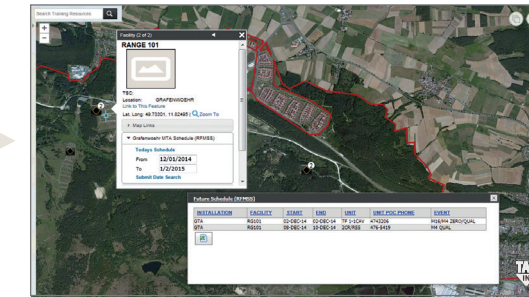 Search Training Resources
+
−
Facility (2 of 2)
RANGE 101
TSD:
Location: GRAFENWOEHR
Link to This Feature
Lat, Long: 49.73301, 11.82465 | Zoom To
Map Links
Grafenwoehr MTA Schedule (RFMSS)
Todays Schedule
From 12/01/2014
To 1/2/2015
Submit Date Search
Future Schedule (RFMSS)
INSTALLATION FACILITY START END UNIT UNIT POC PHONE EVENT
GTA RG101 02-DEC-14 02-DEC-14 TF 1-1CAV 4743206 M16/M4 ZERO/QUAL
GTA RG101 08-DEC-14 10-DEC-14 2CR/RSS 476-5419 M4 QUAL